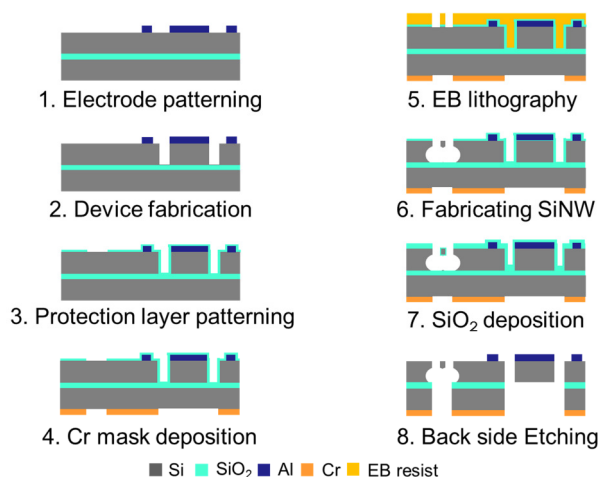 1. Electrode patterning
2. Device fabrication
3. Protection layer patterning
4. Cr mask deposition
5. EB lithography
6. Fabricating SiNW
7. SiO₂ deposition
8. Back side Etching
Si SiO₂ Al Cr EB resist